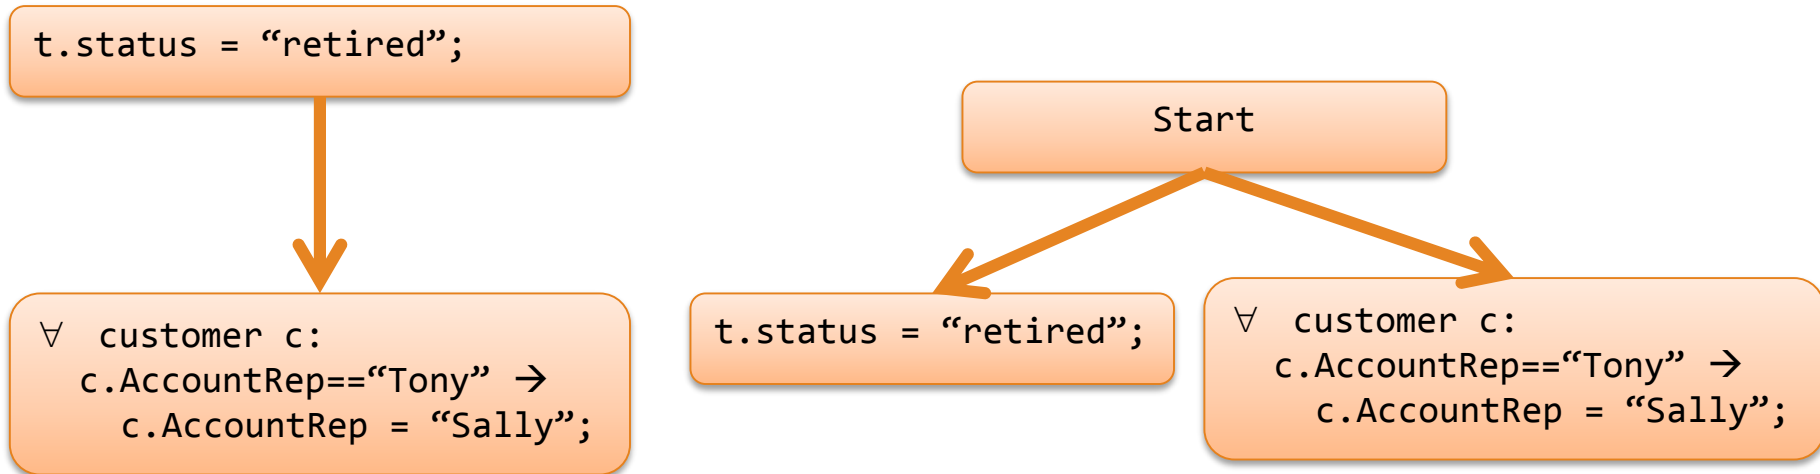 t.status = “retired”;
∀ customer c:
c.AccountRep==“Tony” →
c.AccountRep = “Sally”;
Start
t.status = “retired”;
∀ customer c:
c.AccountRep==“Tony” →
c.AccountRep = “Sally”;